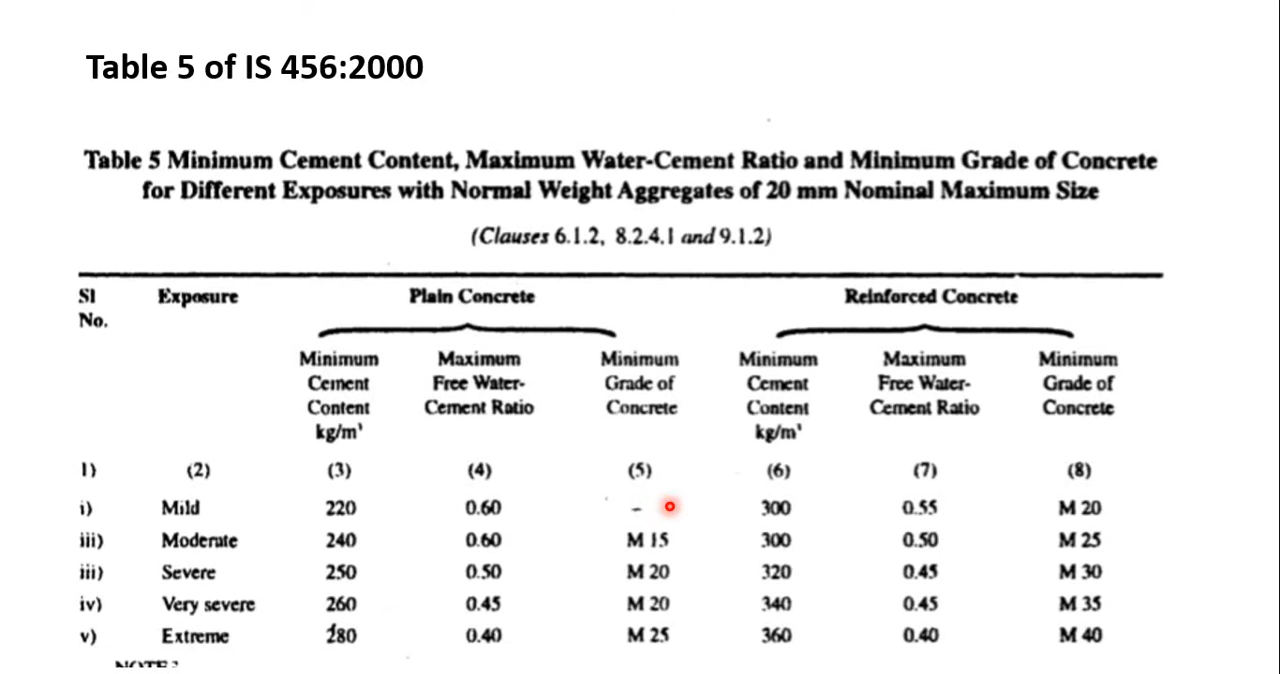 Table 5 of IS 456:2000
Table 5 Minimum Cement Content, Maximum Water-Cement Ratio and Minimum Grade of Concrete
for Different Exposures with Normal Weight Aggregates of 20 mm Nominal Maximum Size
(Clauses 6.1.2, 8.2.4.1 and 9.1.2)
Sl No. Exposure Plain Concrete Reinforced Concrete
Minimum Cement Content kg/m³ Maximum Free Water-Cement Ratio Minimum Grade of Concrete Minimum Cement Content kg/m³ Maximum Free Water-Cement Ratio Minimum Grade of Concrete
1) (2) (3) (4) (5) (6) (7) (8)
i) Mild 220 0.60 – 300 0.55 M 20
iii) Moderate 240 0.60 M 15 300 0.50 M 25
iii) Severe 250 0.50 M 20 320 0.45 M 30
iv) Very severe 260 0.45 M 20 340 0.45 M 35
v) Extreme 280 0.40 M 25 360 0.40 M 40